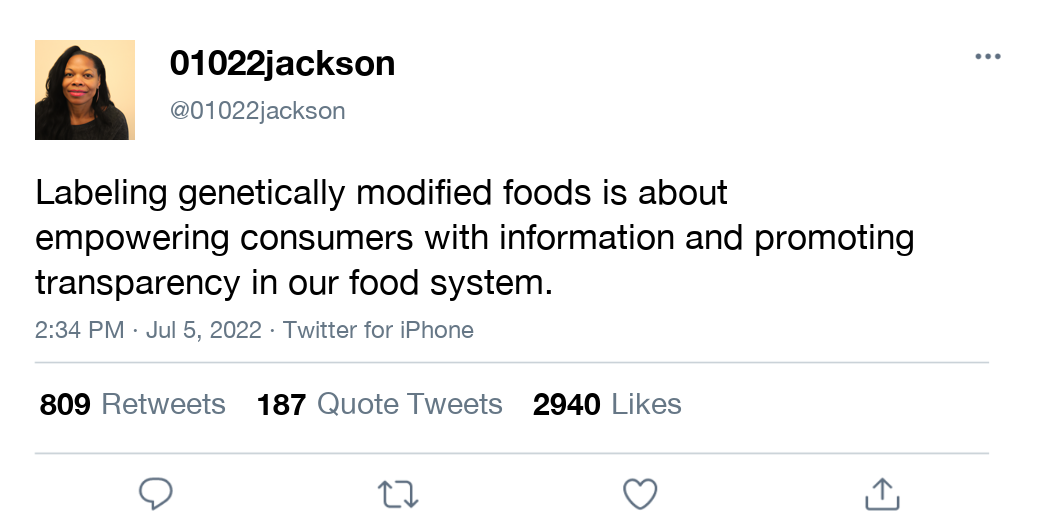 01022jackson
@01022jackson
Labeling genetically modified foods is about
empowering consumers with information and promoting
transparency in our food system.
2:34 PM · Jul 5, 2022 · Twitter for iPhone
809 Retweets 187 Quote Tweets 2940 Likes